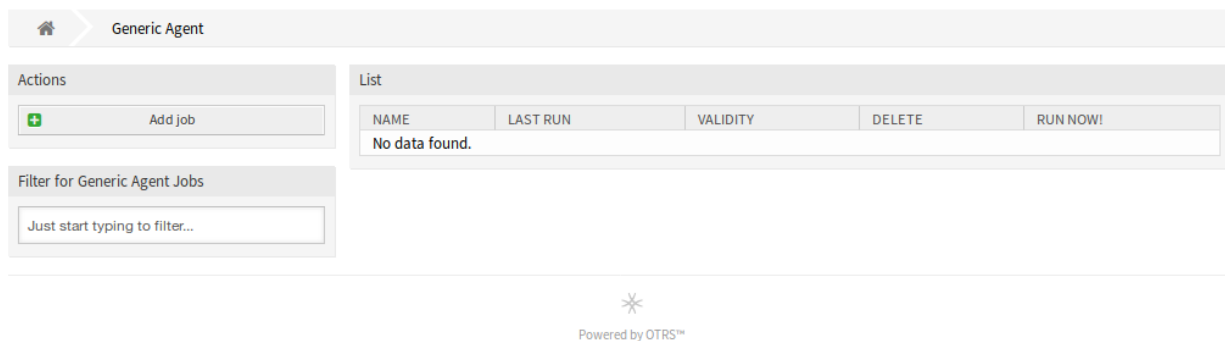 Generic Agent
Actions
Add job
Filter for Generic Agent Jobs
Just start typing to filter...
List
NAME LAST RUN VALIDITY DELETE RUN NOW!
No data found.
Powered by OTRS™